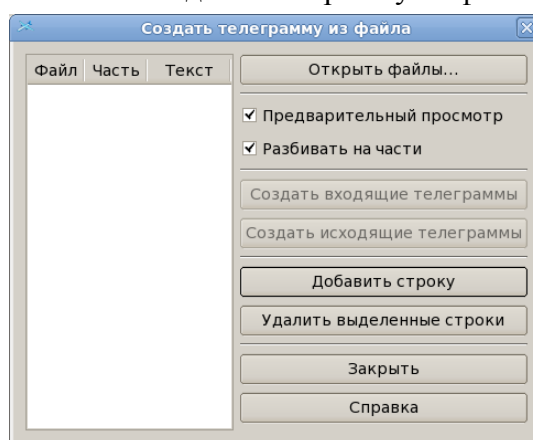 Создать телеграмму из файла
Файл Часть Текст
Открыть файлы...
Предварительный просмотр
Разбивать на части
Создать входящие телеграммы
Создать исходящие телеграммы
Добавить строку
Удалить выделенные строки
Закрыть
Справка